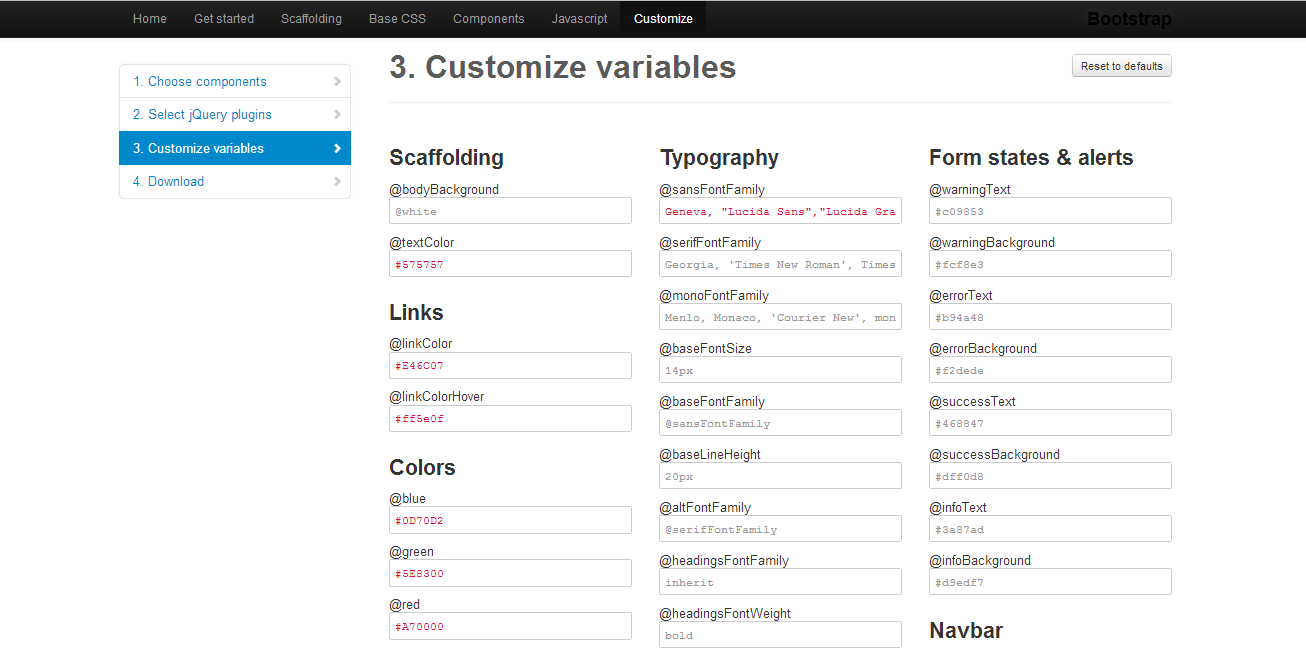 Home Get started Scaffolding Base CSS Components Javascript Customize Bootstrap
1. Choose components
2. Select jQuery plugins
3. Customize variables
4. Download
3. Customize variables
Reset to defaults
Scaffolding
@bodyBackground
@white
@textColor
#575757
Links
@linkColor
#E46C07
@linkColorHover
#ff5e0f
Colors
@blue
#0D70D2
@green
#5E8300
@red
#A70000
Typography
@sansFontFamily
Geneva, "Lucida Sans","Lucida Gra
@serifFontFamily
Georgia, 'Times New Roman', Times
@monoFontFamily
Menlo, Monaco, 'Courier New', mon
@baseFontSize
14px
@baseFontFamily
@sansFontFamily
@baseLineHeight
20px
@altFontFamily
@serifFontFamily
@headingsFontFamily
inherit
@headingsFontWeight
bold
Form states & alerts
@warningText
#c09853
@warningBackground
#fcf8e3
@errorText
#b94a48
@errorBackground
#f2dede
@successText
#468847
@successBackground
#dff0d8
@infoText
#3a87ad
@infoBackground
#d9edf7
Navbar